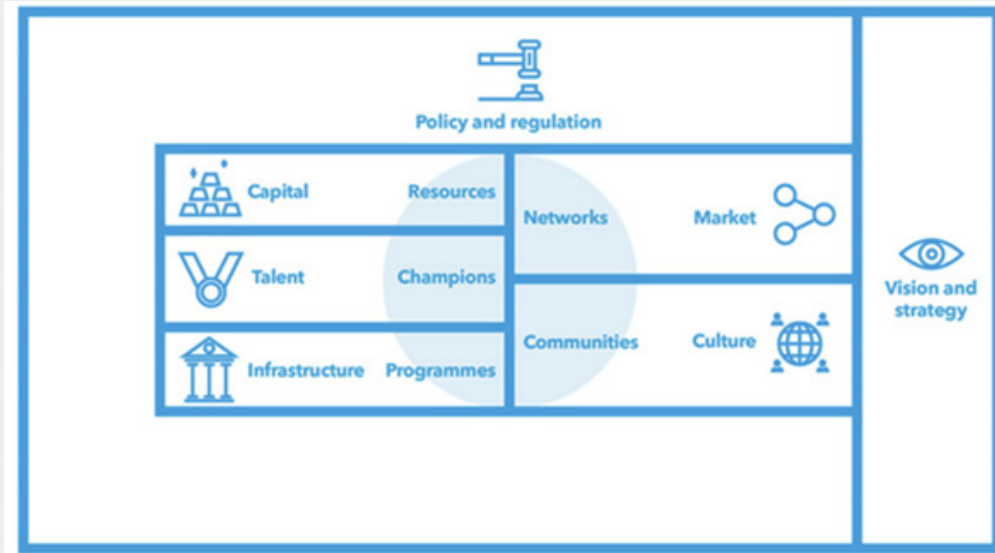 Policy and regulation
Capital Resources
Talent Champions
Infrastructure Programmes
Networks Market
Communities Culture
Vision and
strategy